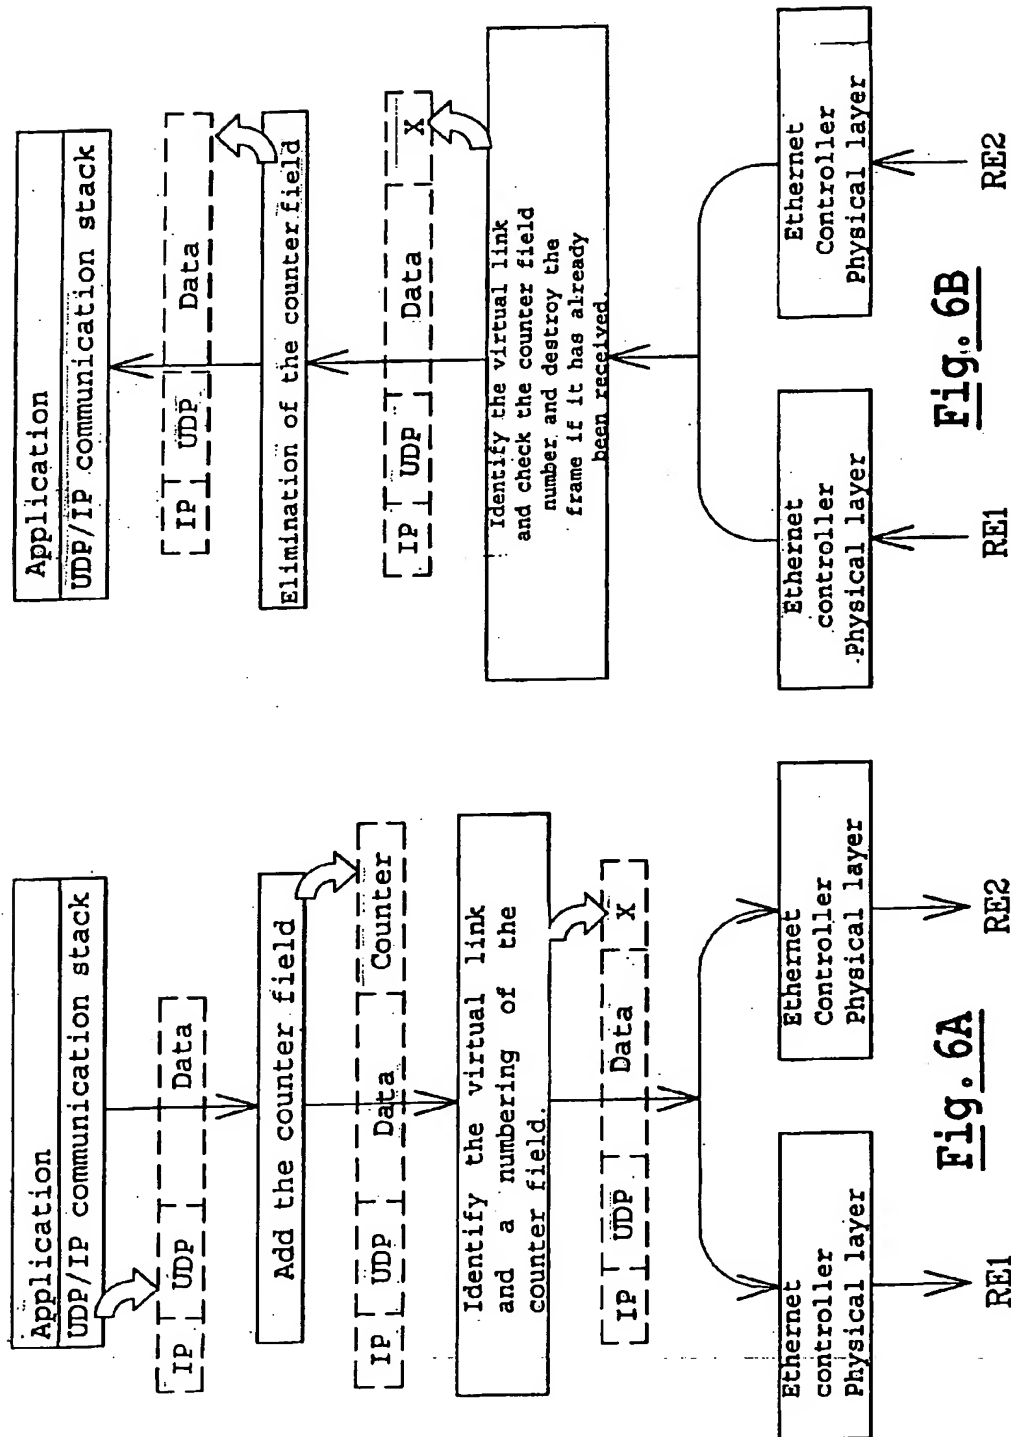 Application
UDP/IP communication stack
IP UDP Data
Add the counter field
IP UDP Data Counter
Identify the virtual link
and a numbering of the
counter field.
IP UDP Data X
Ethernet
controller
Physical layer
Ethernet
Controller
Physical layer
RE1
RE2
Fig. 6A
Application
UDP/IP communication stack
IP UDP Data
Elimination of the counter field
IP UDP Data X
Identify the virtual link
and check the counter field
number and destroy the
frame if it has already
been received.
Ethernet
controller
Physical layer
Ethernet
Controller
Physical layer
RE1
RE2
Fig. 6B